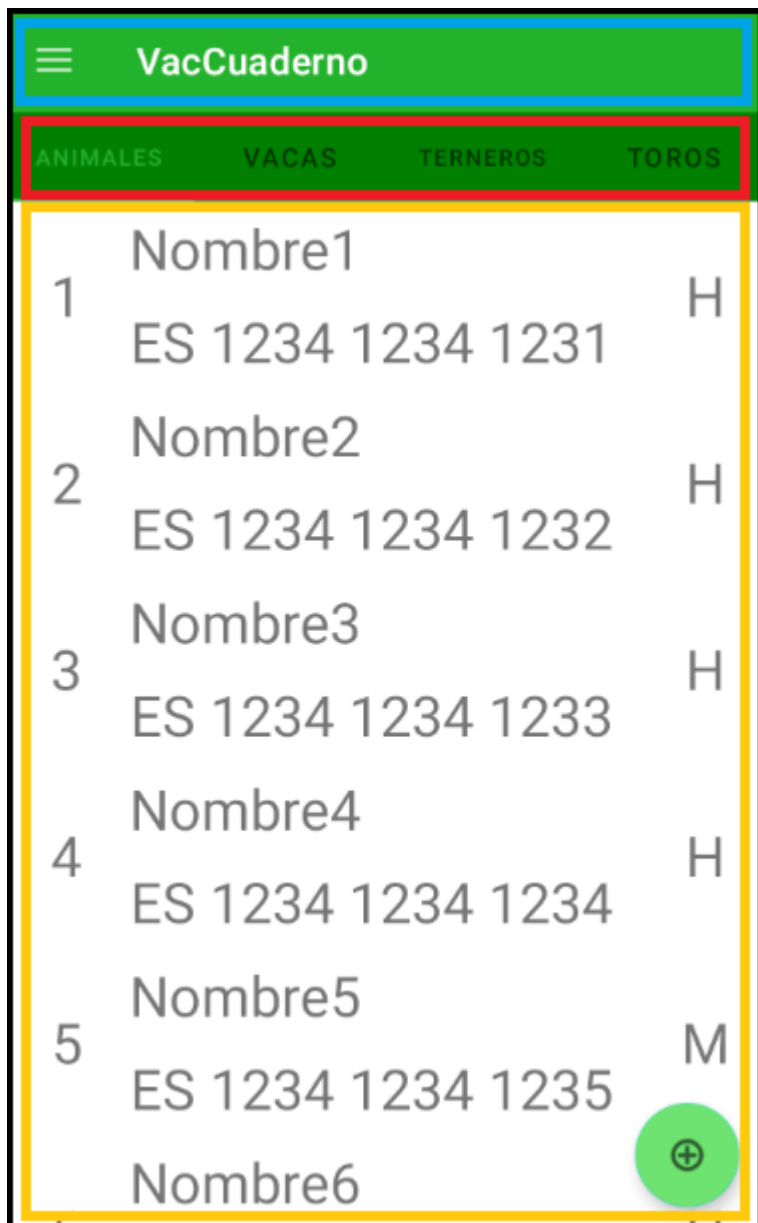 VacCuaderno
ANIMALES VACAS TERNEROS TOROS
Nombre1
1 H
ES 1234 1234 1231
Nombre2
2 H
ES 1234 1234 1232
Nombre3
3 H
ES 1234 1234 1233
Nombre4
4 H
ES 1234 1234 1234
Nombre5
5 M
ES 1234 1234 1235
Nombre6